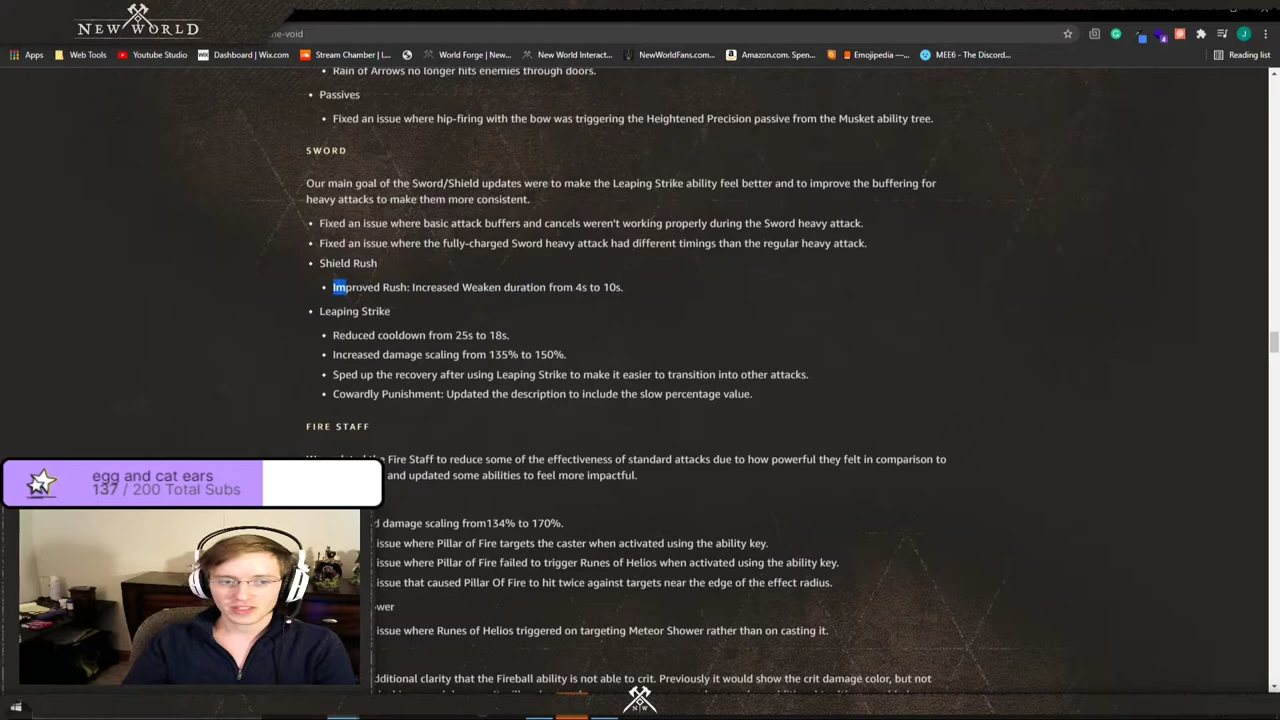 NEW WORLD
ne-void
Apps
Web Tools
Youtube Studio
Dashboard | Wix.com
Stream Chamber (...
World Forge | New...
New World Interact...
NewWorldFans.com...
Amazon.com. Spen...
Emojipedia —...
MEE6 | The Discord...
Reading list
Rain of Arrows no longer hits enemies through doors.
• Passives
• Fixed an issue where hip-firing with the bow was triggering the Heightened Precision passive from the Musket ability tree.
SWORD
Our main goal of the Sword/Shield updates were to make the Leaping Strike ability feel better and to improve the buffering for
heavy attacks to make them more consistent.
• Fixed an issue where basic attack buffers and cancels weren't working properly during the Sword heavy attack.
• Fixed an issue where the fully-charged Sword heavy attack had different timings than the regular heavy attack.
• Shield Rush
• Improved Rush: Increased Weaken duration from 4s to 10s.
• Leaping Strike
• Reduced cooldown from 25s to 18s.
• Increased damage scaling from 135% to 150%.
• Sped up the recovery after using Leaping Strike to make it easier to transition into other attacks.
• Cowardly Punishment: Updated the description to include the slow percentage value.
FIRE STAFF
the Fire Staff to reduce some of the effectiveness of standard attacks due to how powerful they felt in comparison to
and updated some abilities to feel more impactful.
egg and cat ears
137 / 200 Total Subs
d damage scaling from134% to 170%.
issue where Pillar of Fire targets the caster when activated using the ability key.
issue where Pillar of Fire failed to trigger Runes of Helios when activated using the ability key.
issue that caused Pillar Of Fire to hit twice against targets near the edge of the effect radius.
ower
issue where Runes of Helios triggered on targeting Meteor Shower rather than on casting it.
dditional clarity that the Fireball ability is not able to crit. Previously it would show the crit damage color, but not